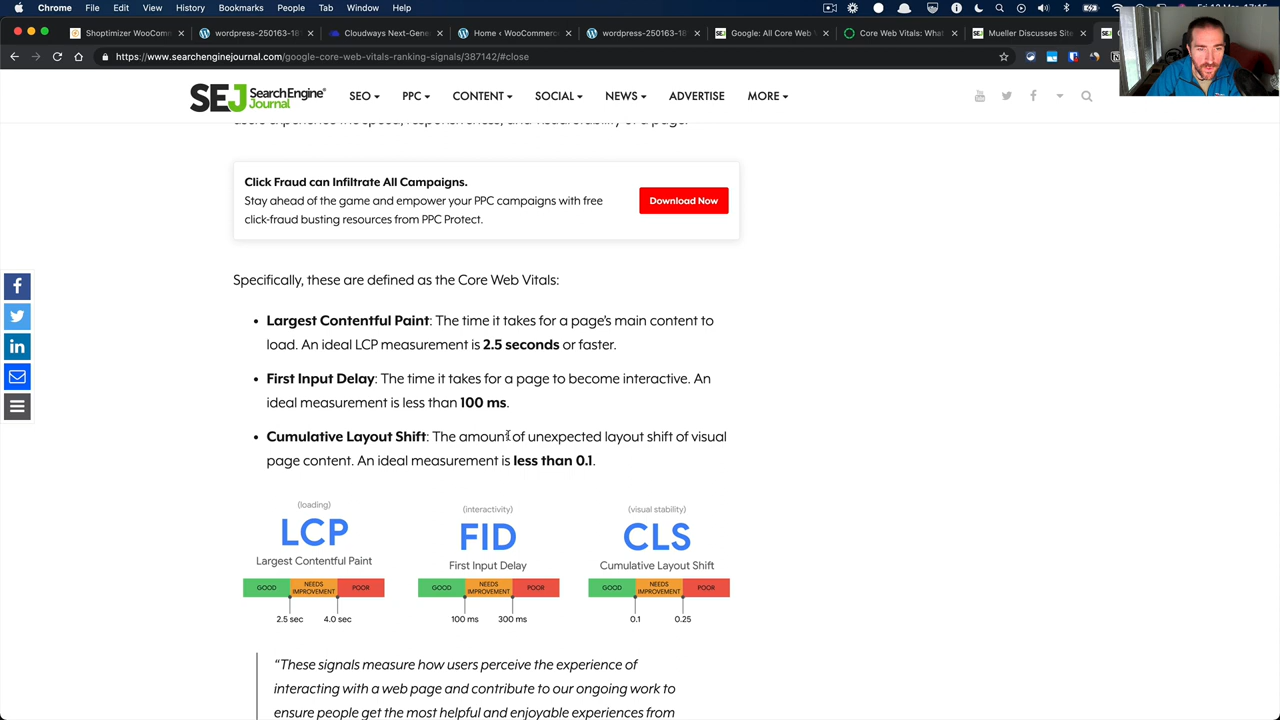 Chrome File Edit View History Bookmarks People Tab Window Help
Shoptimizer WooComm
wordpress-250163-18
Cloudways Next-Gene
Home ‹ WooCommerc
wordpress-250163-18
Google: All Core Web
Core Web Vitals: What
Mueller Discusses Site
https://www.searchenginejournal.com/google-core-web-vitals-ranking-signals/387142/#close
SEJ Search Engine Journal
SEO PPC CONTENT SOCIAL NEWS ADVERTISE MORE
Click Fraud can Infiltrate All Campaigns.
Stay ahead of the game and empower your PPC campaigns with free
click-fraud busting resources from PPC Protect.
Download Now
Specifically, these are defined as the Core Web Vitals:
• Largest Contentful Paint: The time it takes for a page's main content to
load. An ideal LCP measurement is 2.5 seconds or faster.
• First Input Delay: The time it takes for a page to become interactive. An
ideal measurement is less than 100 ms.
• Cumulative Layout Shift: The amount of unexpected layout shift of visual
page content. An ideal measurement is less than 0.1.
(loading)
LCP
Largest Contentful Paint
GOOD NEEDS IMPROVEMENT POOR
2.5 sec 4.0 sec
(interactivity)
FID
First Input Delay
GOOD NEEDS IMPROVEMENT POOR
100 ms 300 ms
(visual stability)
CLS
Cumulative Layout Shift
GOOD NEEDS IMPROVEMENT POOR
0.1 0.25
“These signals measure how users perceive the experience of
interacting with a web page and contribute to our ongoing work to
ensure people get the most helpful and enjoyable experiences from